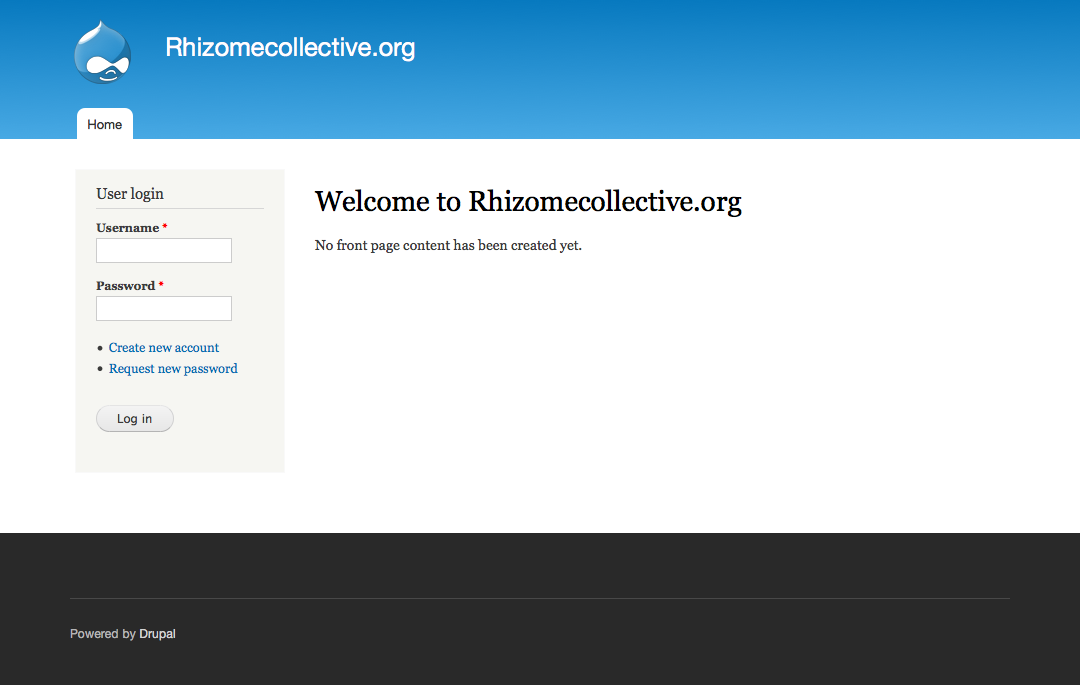 Rhizomecollective.org
Home
User login
Username *
Password *
Create new account
Request new password
Log in
Welcome to Rhizomecollective.org
No front page content has been created yet.
Powered by Drupal